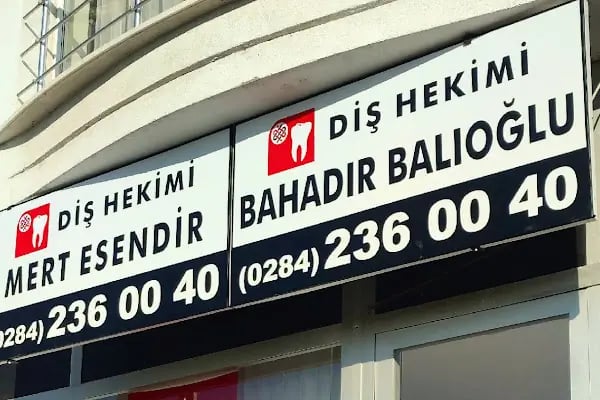 DİŞ HEKİMİ
MERT ESENDİR
(0284) 236 00 40
DİŞ HEKİMİ
BAHADIR BALIOĞLU
(0284) 236 00 40